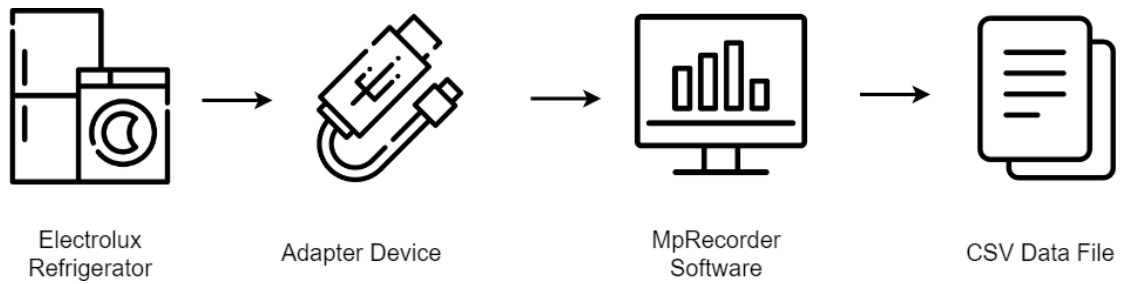 Electrolux
Refrigerator
Adapter Device
MpRecorder
Software
CSV Data File